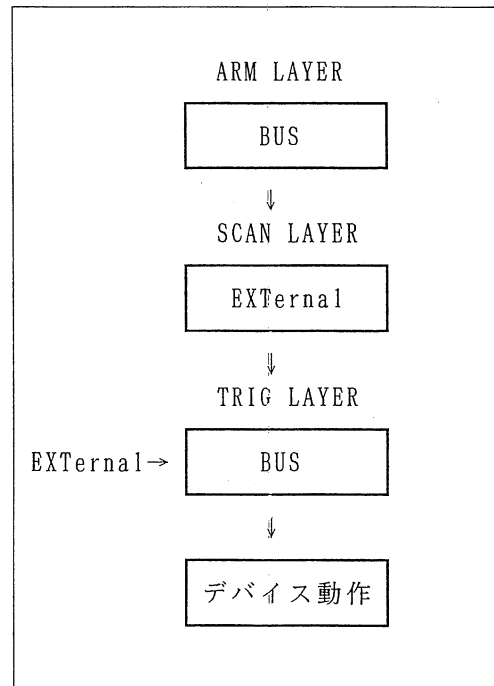 ARM LAYER
BUS
⇓
SCAN LAYER
EXTernal
⇓
TRIG LAYER
EXTernal→ BUS
⇓
デバイス動作